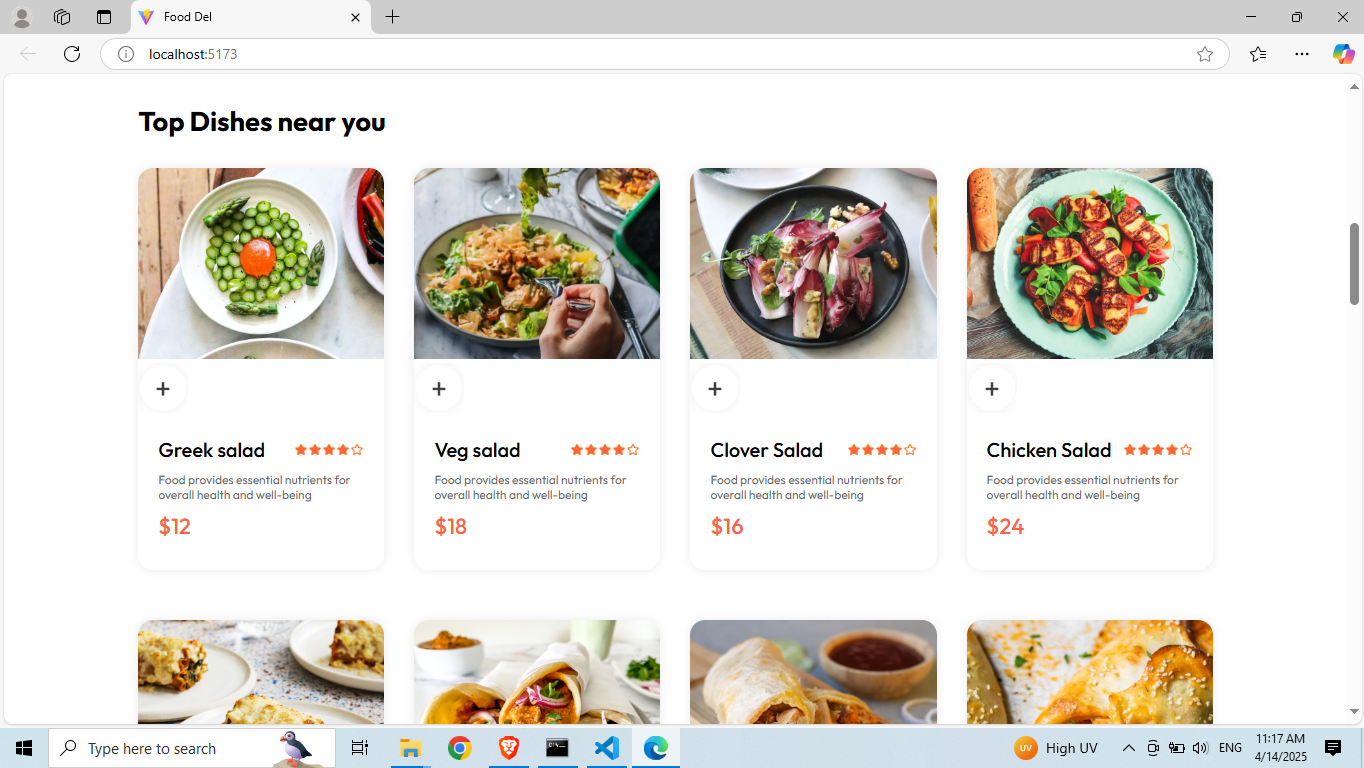 Food Del
localhost:5173
Top Dishes near you
Greek salad
Food provides essential nutrients for
overall health and well-being
$12
Veg salad
Food provides essential nutrients for
overall health and well-being
$18
Clover Salad
Food provides essential nutrients for
overall health and well-being
$16
Chicken Salad
Food provides essential nutrients for
overall health and well-being
$24
Type here to search
UV High UV
ENG
11:17 AM
4/14/2025